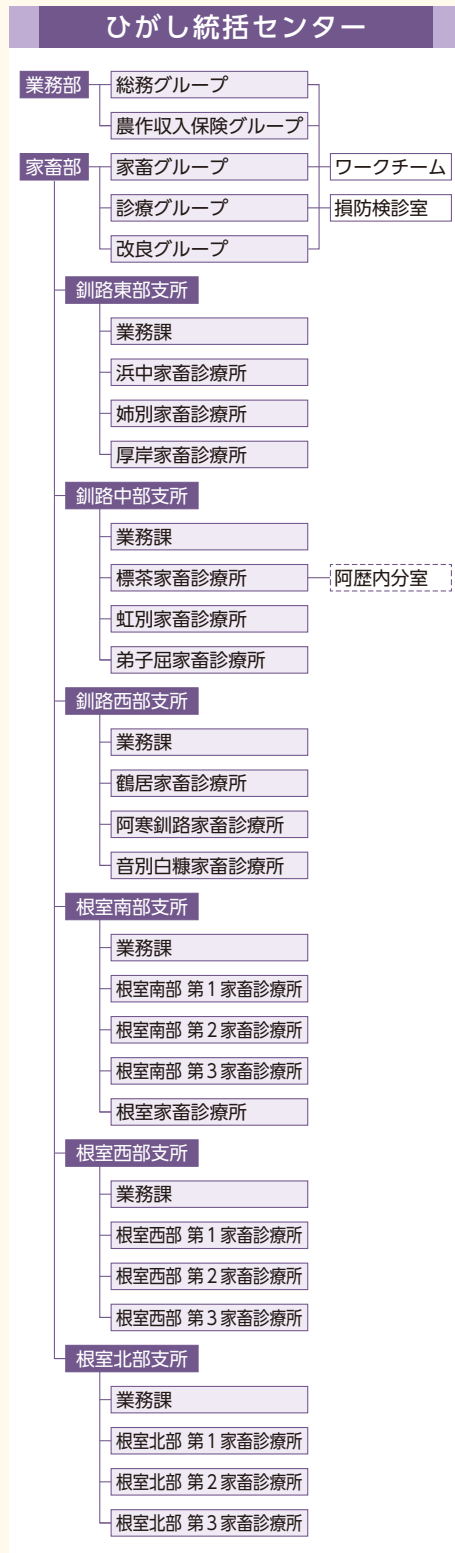 ひがし統括センター
業務部
総務グループ
農作収入保険グループ
家畜部
家畜グループ
ワークチーム
診療グループ
損防検診室
改良グループ
釧路東部支所
業務課
浜中家畜診療所
姉別家畜診療所
厚岸家畜診療所
釧路中部支所
業務課
標茶家畜診療所
阿歴内分室
虹別家畜診療所
弟子屈家畜診療所
釧路西部支所
業務課
鶴居家畜診療所
阿寒釧路家畜診療所
音別白糠家畜診療所
根室南部支所
業務課
根室南部 第1家畜診療所
根室南部 第2家畜診療所
根室南部 第3家畜診療所
根室家畜診療所
根室西部支所
業務課
根室西部 第1家畜診療所
根室西部 第2家畜診療所
根室西部 第3家畜診療所
根室北部支所
業務課
根室北部 第1家畜診療所
根室北部 第2家畜診療所
根室北部 第3家畜診療所